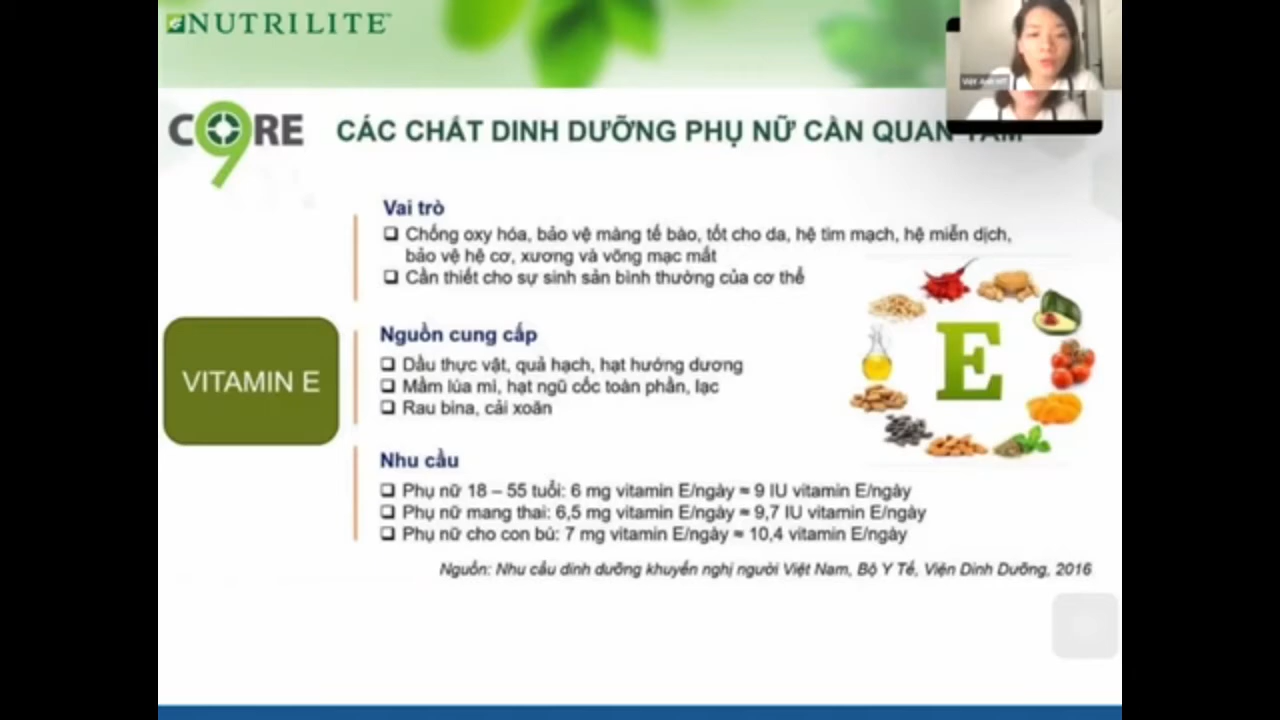 NUTRILITE™
C9RE
CÁC CHẤT DINH DƯỠNG PHỤ NỮ CẦN QUAN TÂM
Vai trò
Chống oxy hóa, bảo vệ màng tế bào, tốt cho da, hệ tim mạch, hệ miễn dịch,
bảo vệ hệ cơ, xương và võng mạc mắt
Cần thiết cho sự sinh sản bình thường của cơ thể
VITAMIN E
Nguồn cung cấp
Dầu thực vật, quả hạch, hạt hướng dương
Mầm lúa mì, hạt ngũ cốc toàn phần, lạc
Rau bina, cải xoăn
E
Nhu cầu
Phụ nữ 18 – 55 tuổi: 6 mg vitamin E/ngày ≈ 9 IU vitamin E/ngày
Phụ nữ mang thai: 6,5 mg vitamin E/ngày ≈ 9,7 IU vitamin E/ngày
Phụ nữ cho con bú: 7 mg vitamin E/ngày ≈ 10,4 vitamin E/ngày
Nguồn: Nhu cầu dinh dưỡng khuyến nghị người Việt Nam, Bộ Y Tế, Viện Dinh Dưỡng, 2016